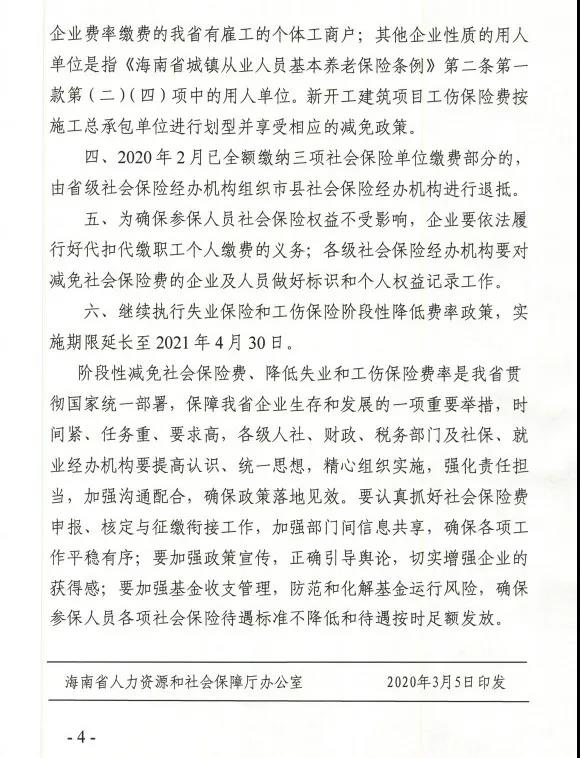 企业费率缴费的我省有雇工的个体工商户；其他企业性质的用人
单位是指《海南省城镇从业人员基本养老保险条例》第二条第一
款第（二）（四）项中的用人单位。新开工建筑项目工伤保险费按
施工总承包单位进行划型并享受相应的减免政策。
四、2020年2月已全额缴纳三项社会保险单位缴费部分的，
由省级社会保险经办机构组织市县社会保险经办机构进行退抵。
五、为确保参保人员社会保险权益不受影响，企业要依法履
行好代扣代缴职工个人缴费的义务；各级社会保险经办机构要对
减免社会保险费的企业及人员做好标识和个人权益记录工作。
六、继续执行失业保险和工伤保险阶段性降低费率政策，实
施期限延长至2021年4月30日。
阶段性减免社会保险费、降低失业和工伤保险费率是我省贯
彻国家统一部署，保障我省企业生存和发展的一项重要举措，时
间紧、任务重、要求高，各级人社、财政、税务部门及社保、就
业经办机构要提高认识、统一思想，精心组织实施，强化责任担
当，加强沟通配合，确保政策落地见效。要认真抓好社会保险费
申报、核定与征缴衔接工作，加强部门间信息共享，确保各项工
作平稳有序；要加强政策宣传，正确引导舆论，切实增强企业的
获得感；要加强基金收支管理，防范和化解基金运行风险，确保
参保人员各项社会保险待遇标准不降低和待遇按时足额发放。
海南省人力资源和社会保障厅办公室 2020年3月5日印发
- 4 -